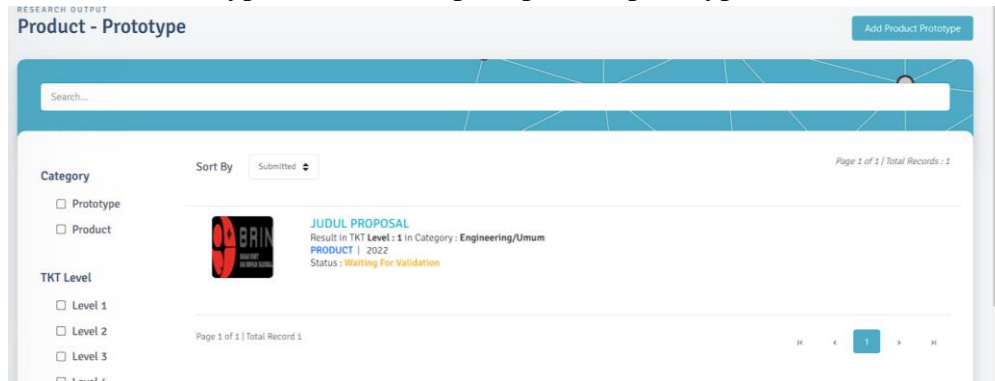 RESEARCH OUTPUT
Product - Prototype
Add Product Prototype
Search...
Category
Prototype
Product
TKT Level
Level 1
Level 2
Level 3
Sort By
Submitted
Page 1 of 1 | Total Records : 1
BRIN
JUDUL PROPOSAL
Result in TKT Level : 1 in Category : Engineering/Umum
PRODUCT | 2022
Status : Waiting For Validation
Page 1 of 1 | Total Record 1
1